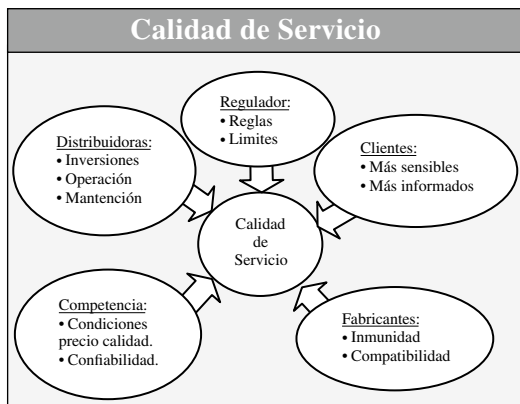 Calidad de Servicio
Regulador:
• Reglas
• Limites
Distribuidoras:
• Inversiones
• Operación
• Mantención
Clientes:
• Más sensibles
• Más informados
Calidad
de
Servicio
Competencia:
• Condiciones
precio calidad.
• Confiabilidad.
Fabricantes:
• Inmunidad
• Compatibilidad